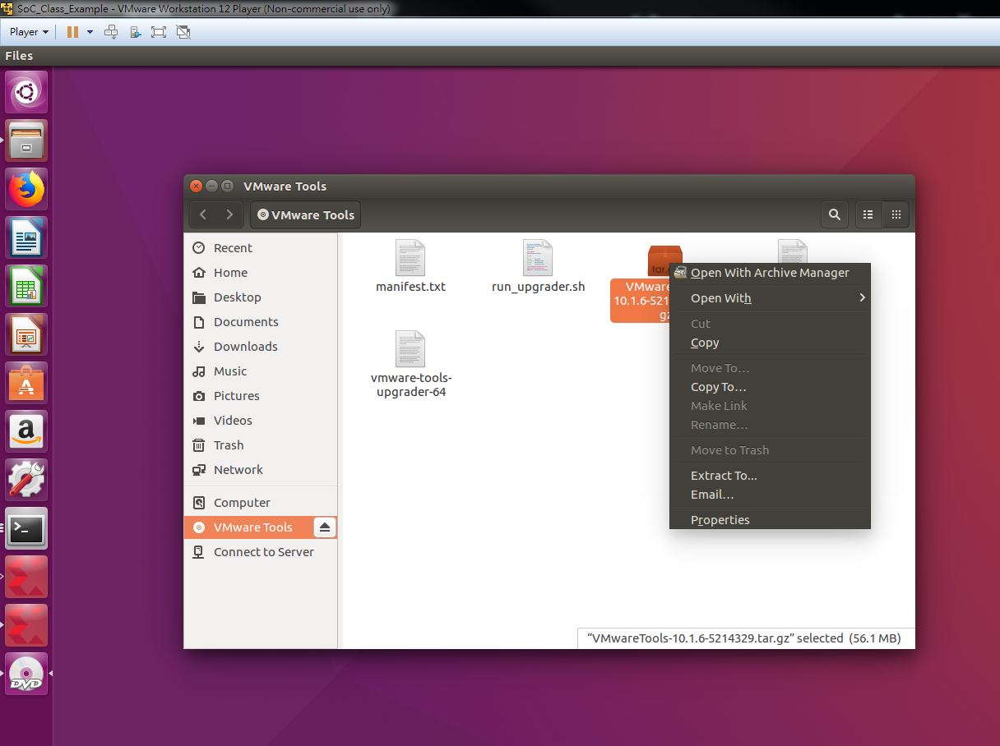 SoC_Class_Example - VMware Workstation 12 Player (Non-commercial use only)
Player
Files
VMware Tools
VMware Tools
Recent
Home
Desktop
Documents
Downloads
Music
Pictures
Videos
Trash
Network
Computer
VMware Tools
Connect to Server
manifest.txt
run_upgrader.sh
tar.
VMware
10.1.6-521
gz
vmware-tools-
upgrader-64
Open With Archive Manager
Open With
Cut
Copy
Move To...
Copy To...
Make Link
Rename...
Move to Trash
Extract To...
Email...
Properties
“VMwareTools-10.1.6-5214329.tar.gz” selected (56.1 MB)
A
a
>_
DVD